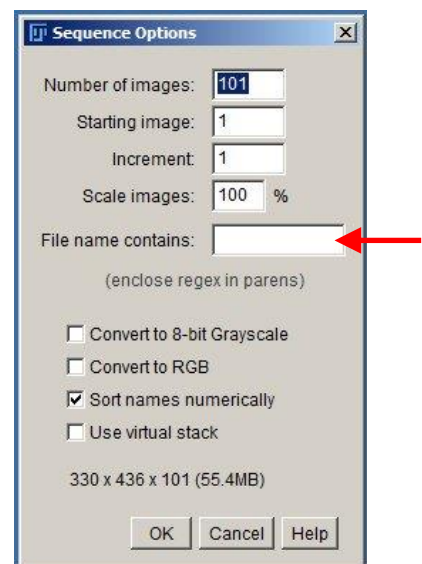 Sequence Options
Number of images: 101
Starting image: 1
Increment: 1
Scale images: 100 %
File name contains:
(enclose regex in parens)
Convert to 8-bit Grayscale
Convert to RGB
Sort names numerically
Use virtual stack
330 x 436 x 101 (55.4MB)
OK Cancel Help